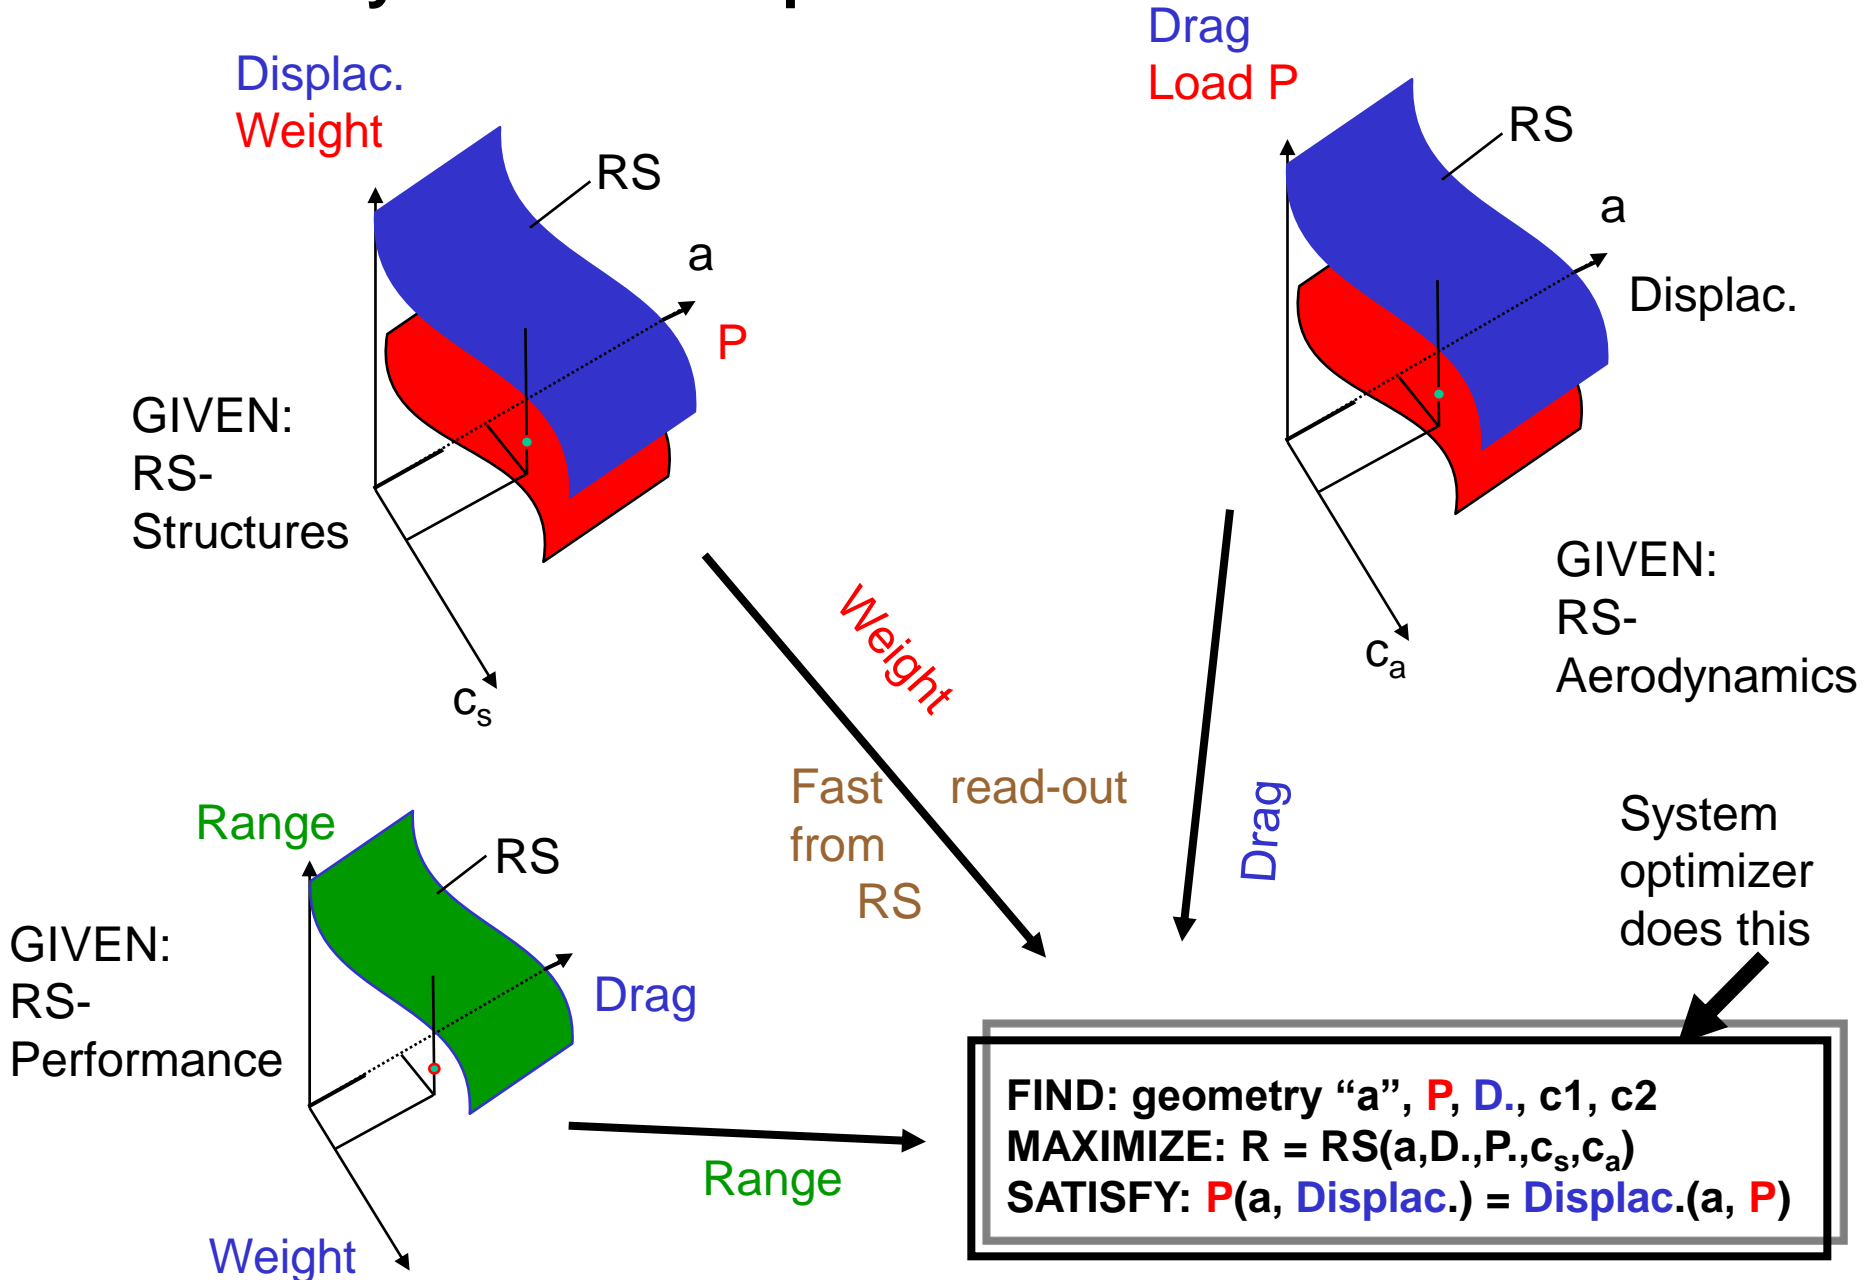 Displac.
Weight
RS
a
P
GIVEN:
RS-
Structures
cs
Drag
Load P
RS
a
Displac.
GIVEN:
RS-
Aerodynamics
ca
Weight
Fast read-out
from
RS
Drag
System
optimizer
does this
Range
RS
GIVEN:
RS-
Performance
Drag
Weight
Range
FIND: geometry “a”, P, D., c1, c2
MAXIMIZE: R = RS(a,D.,P.,cs,ca)
SATISFY: P(a, Displac.) = Displac.(a, P)